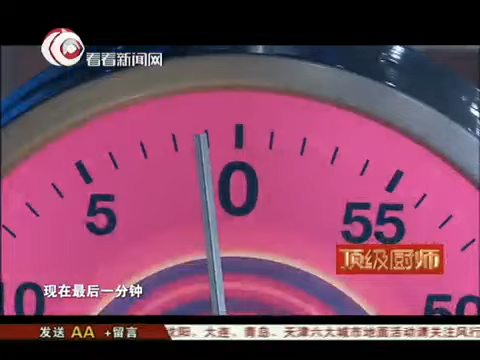 看看新闻网
0
5
55
10
50
顶级厨师
现在最后一分钟
发送 AA +留言 沈阳、大连、青岛、天津六大城市地面活动请关注风行